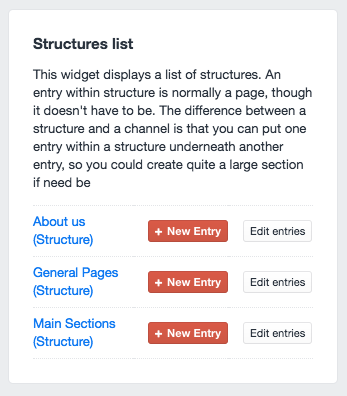 Structures list
This widget displays a list of structures. An
entry within structure is normally a page, though
it doesn't have to be. The difference between a
structure and a channel is that you can put one
entry within a structure underneath another
entry, so you could create quite a large section
if need be
About us
(Structure)
+ New Entry
Edit entries
General Pages
(Structure)
+ New Entry
Edit entries
Main Sections
(Structure)
+ New Entry
Edit entries